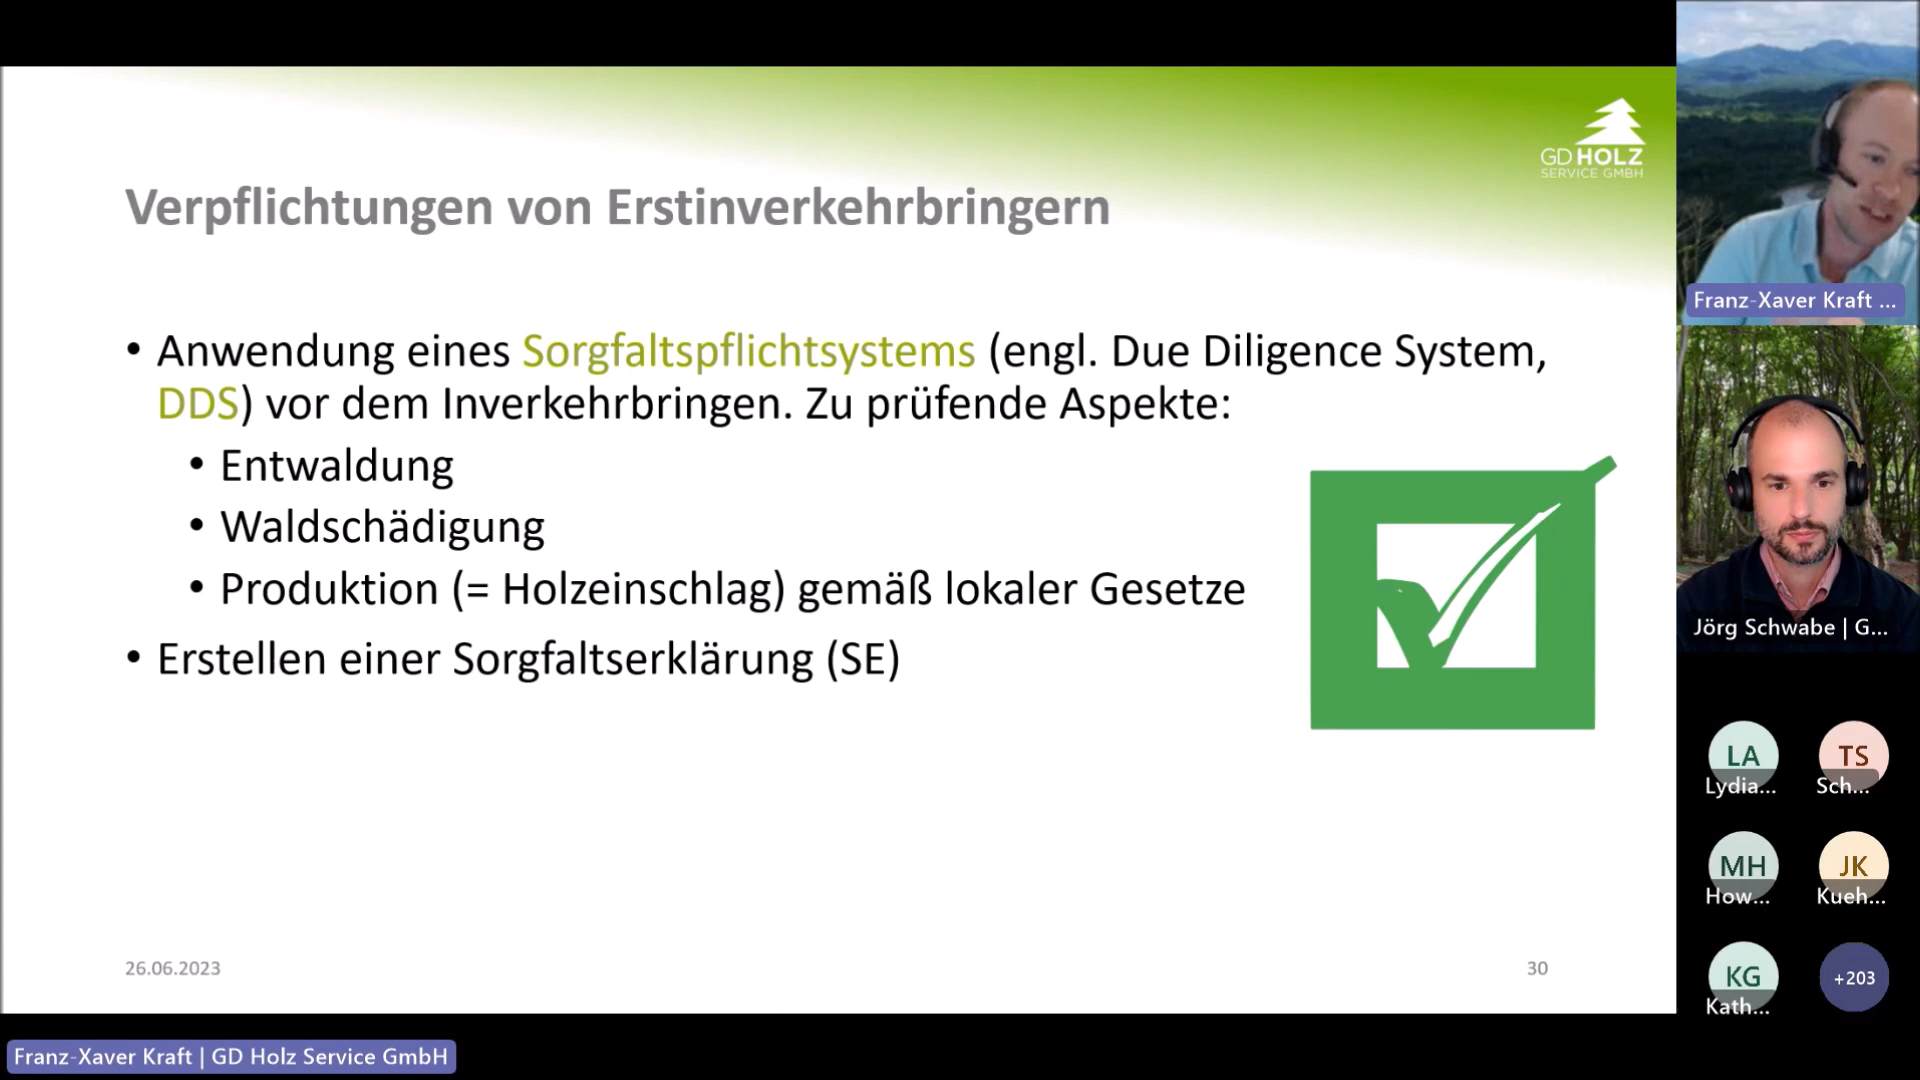 GD HOLZ
SERVICE GMBH
Verpflichtungen von Erstinverkehrbringern
• Anwendung eines Sorgfaltspflichtsystems (engl. Due Diligence System,
DDS) vor dem Inverkehrbringen. Zu prüfende Aspekte:
• Entwaldung
• Waldschädigung
• Produktion (= Holzeinschlag) gemäß lokaler Gesetze
• Erstellen einer Sorgfaltserklärung (SE)
26.06.2023
30
Franz-Xaver Kraft | GD Holz Service GmbH
Franz-Xaver Kraft ...
Jörg Schwabe | G...
LA
Lydia...
TS
Sch...
MH
How...
JK
Kueh...
KG
Kath...
+203